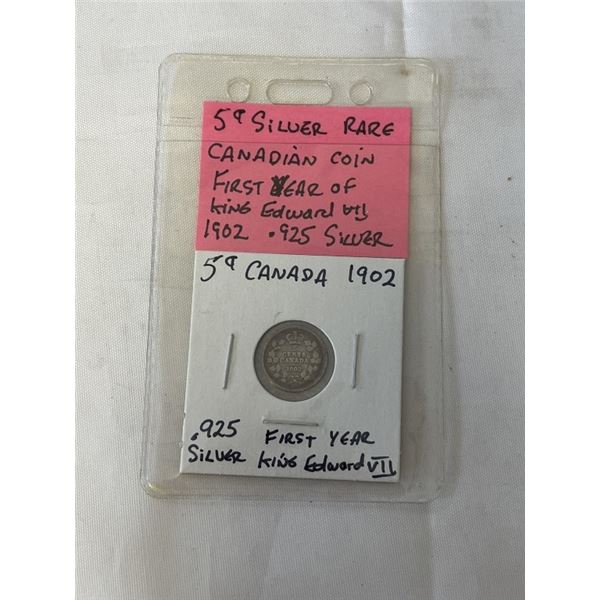 5¢ SILVER RARE
CANADIAN COIN
FIRST YEAR OF
KING Edward VII
1902 .925 SILVER
5¢ CANADA 1902
CENTS
CANADA
1902
.925 FIRST YEAR
SILVER KING Edward VII